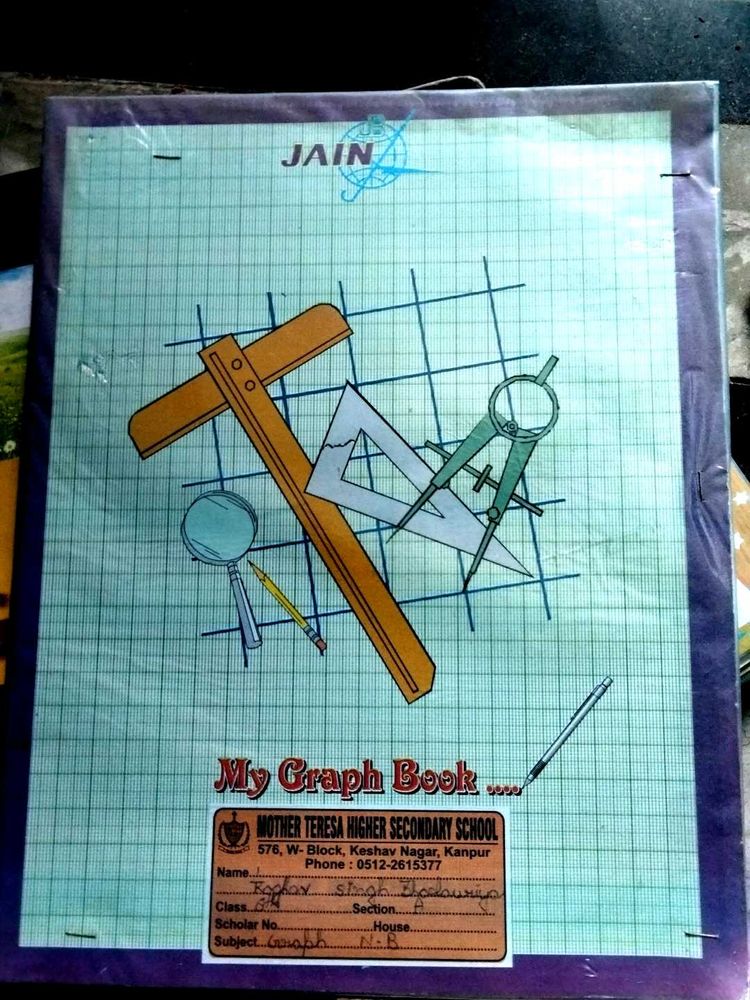 JB
JAIN
My Graph Book ....
MOTHER TERESA HIGHER SECONDARY SCHOOL
576, W- Block, Keshav Nagar, Kanpur
Phone : 0512-2615377
Name
Raghav singh Bhadauriya
Class Section A
Scholar No. House
Subject Graph N.B